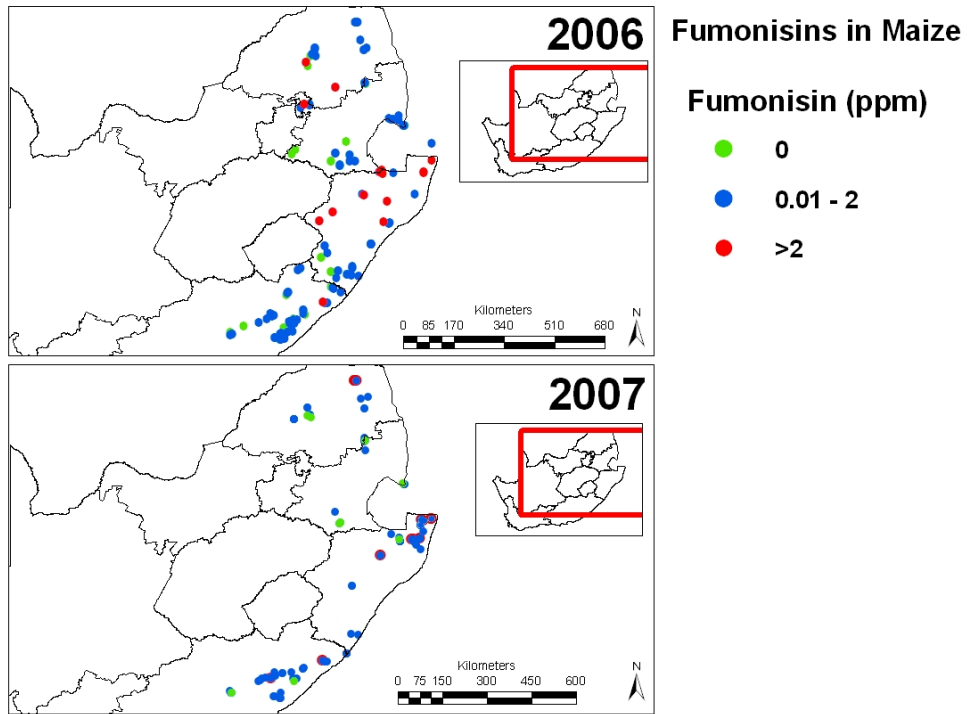 2006
Fumonisins in Maize
Fumonisin (ppm)
0
0.01 - 2
>2
Kilometers
0 85 170 340 510 680
N
2007
Kilometers
0 75 150 300 450 600
N